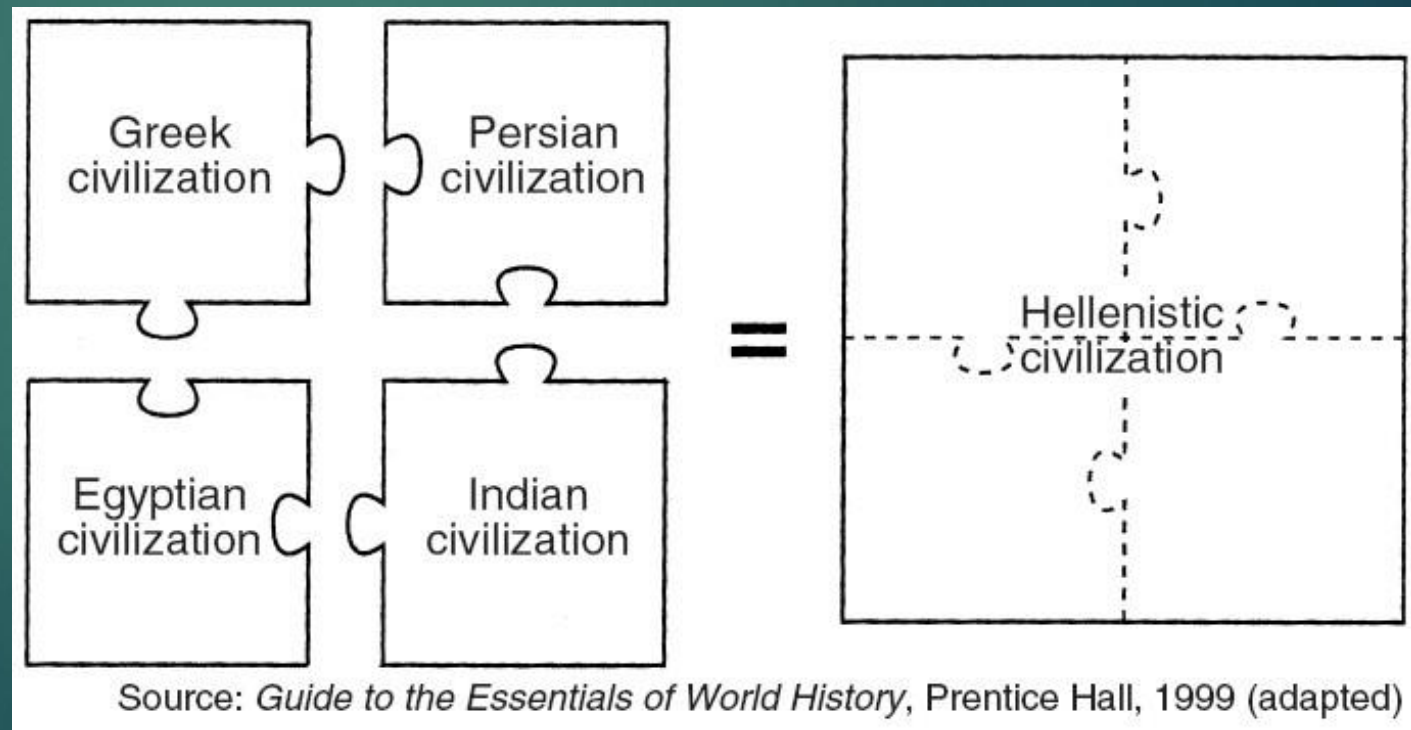 Greek
civilization
Persian
civilization
Egyptian
civilization
Indian
civilization
=
Hellenistic
civilization
Source: Guide to the Essentials of World History, Prentice Hall, 1999 (adapted)